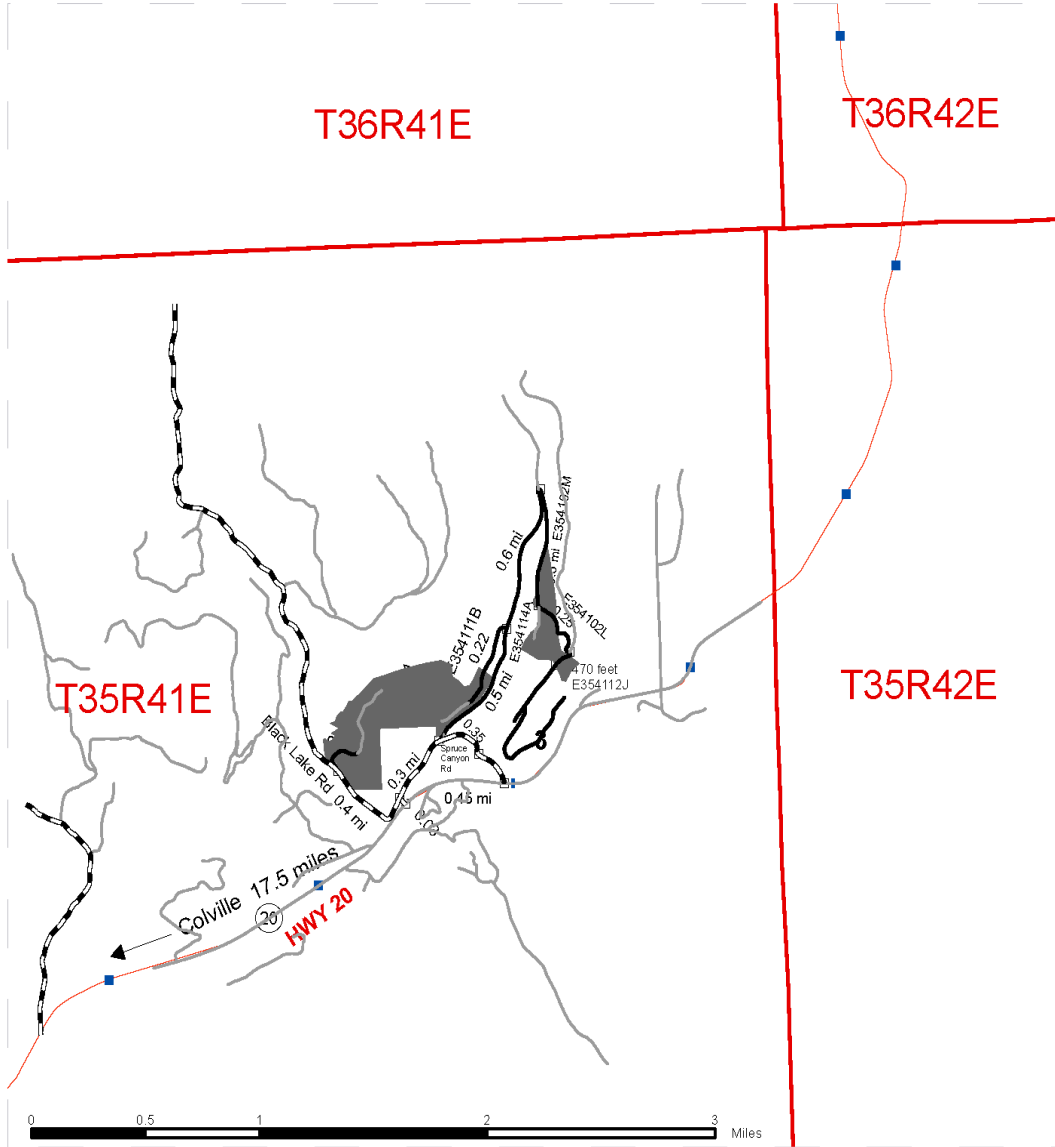 T36R41E
T36R42E
E354102M
0.6 mi
mi
E354102L
0.25
E354114A
E354111B
0.22
470 feet
E354112J
T35R41E
T35R42E
0.5 mi
0.35
Spruce
Canyon
Rd
Black Lake Rd 0.4 mi
0.3 mi
0.45 mi
Colville 17.5 miles
20
HWY 20
0 0.5 1 2 3
Miles